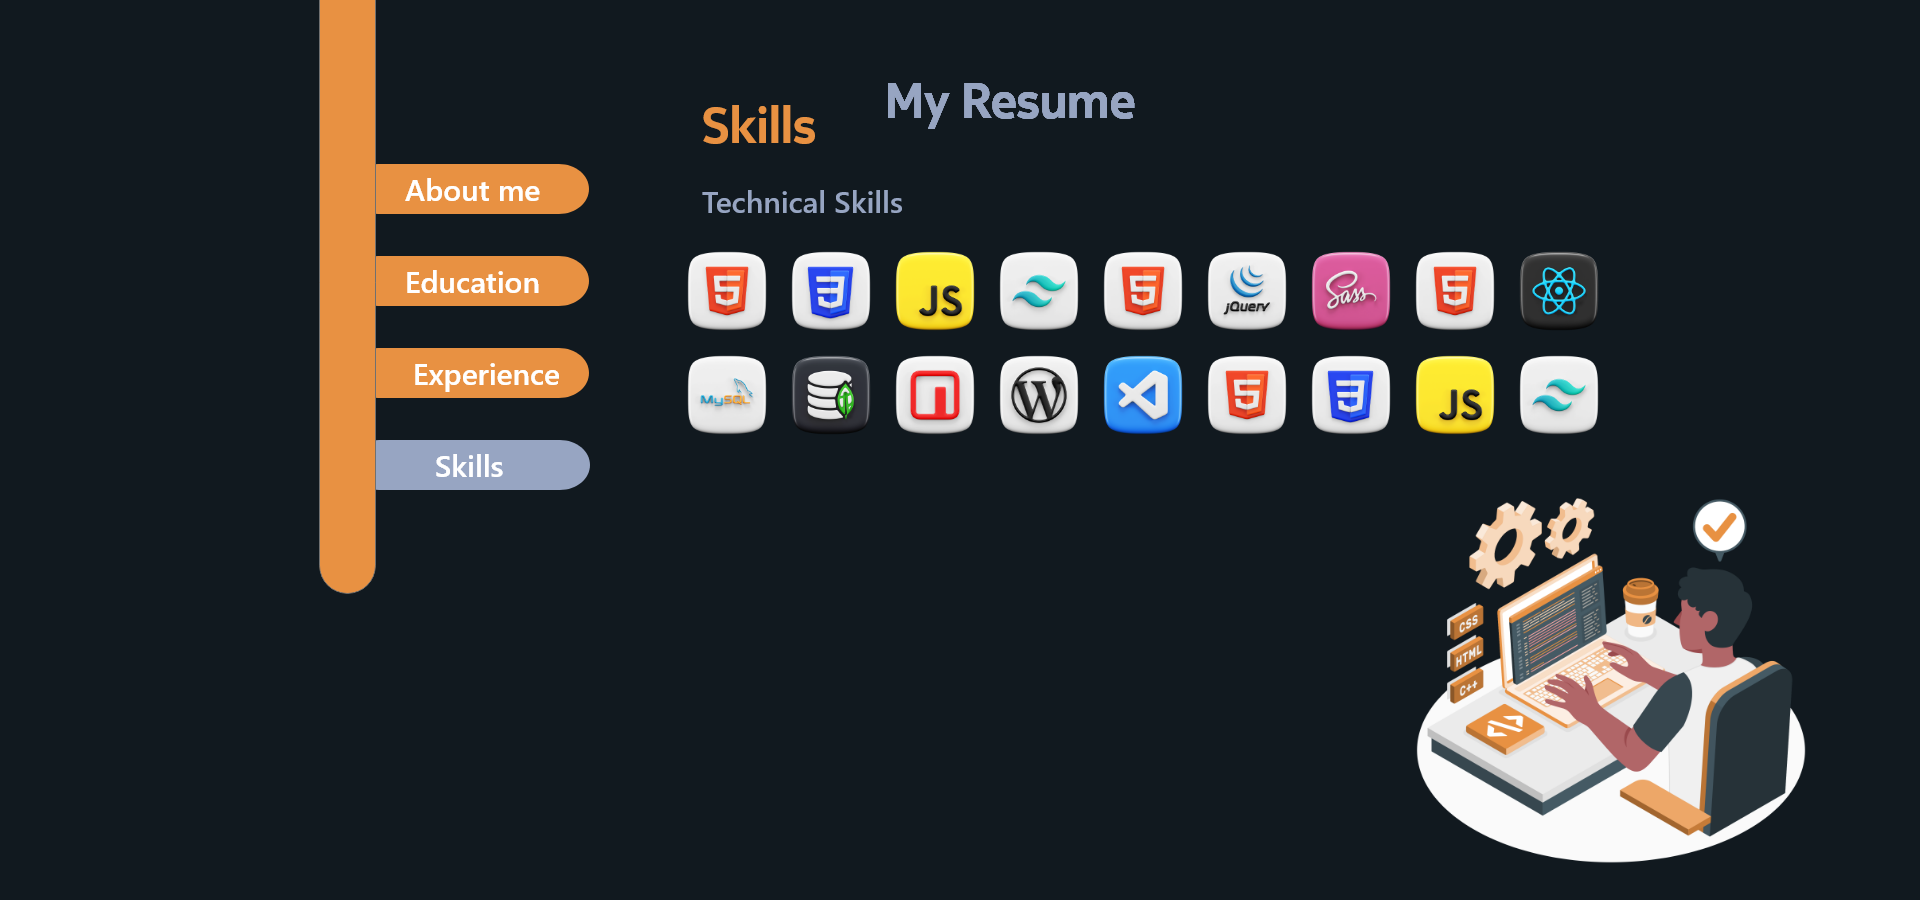 My Resume
Skills
About me
Education
Experience
Skills
Technical Skills
JS
jQuery
Sass
MySQL
JS
CSS
HTML
C++